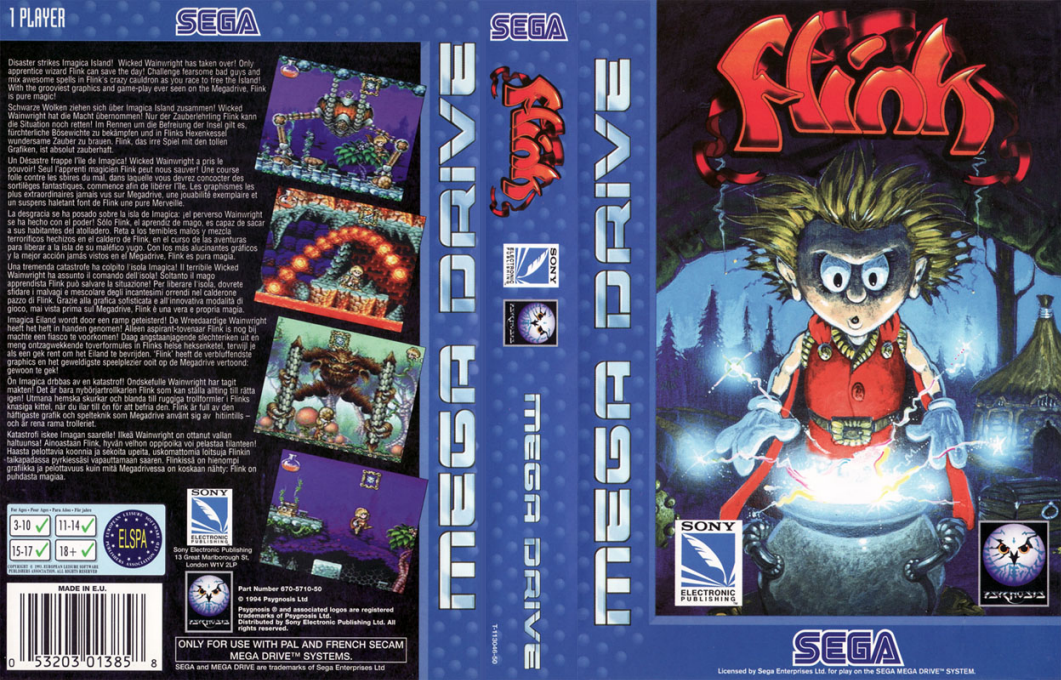 1 PLAYER
SEGA
Disaster strikes Imagica Island! Wicked Wainwright has taken over! Only
apprentice wizard Flink can save the day! Challenge fearsome bad guys and
mix awesome spells in Flink's crazy cauldron as you race to free the Island!
With the grooviest graphics and game-play ever seen on the Megadrive, Flink
is pure magic!
Schwarze Wolken ziehen sich über Imagica Island zusammen! Wicked
Wainwright hat die Macht übernommen! Nur der Zauberlehrling Flink kann
die Situation noch retten! Im Rennen um die Befreiung der Insel gilt es,
fürchterliche Bösewichte zu bekämpfen und in Flinks Hexenkessel
wundersame Zauber zu brauen. Flink, das irre Spiel mit den tollen
Grafiken, ist absolut zauberhaft.
Un Désastre frappe l'île de Imagica! Wicked Wainwright a pris le
pouvoir! Seul l'apprenti magicien Flink peut nous sauver! Une course
folle contre les sbires du mal, dans laquelle vous devrez concocter des
sortilèges fantastiques, commence afin de libérer l'île. Les graphismes les
plus extraordinaires jamais vus sur Megadrive, une jouabilité exemplaire et
un suspens haletant font de Flink une pure Merveille.
La desgracia se ha posado sobre la isla de Imagica: ¡el perverso Wainwright
se ha hecho con el poder! Sólo Flink, el aprendiz de mago, es capaz de sacar
a sus habitantes del atolladero. Reta a los temibles malos y mezcla
terroríficos hechizos en el caldero de Flink, en el curso de las aventuras
para liberar a la isla de su maléfico yugo. Con los más alucinantes gráficos
y la mejor acción jamás vistos en Megadrive, Flink es pura magia.
Una tremenda catastrofe ha colpito l'isola Imagica! Il terribile Wicked
Wainwright ha assunto il comando dell'isola! Soltanto il mago
apprendista Flink può salvare la situazione! Per liberare l'isola, dovrete
sfidare i malvagi e mescolare degli incantesimi orrendi nel calderone
pazzo di Flink. Grazie alla grafica sofisticata e all'innovativa modalità di
gioco, mai vista prima sul Megadrive, Flink è una vera e propria magia.
Imagica Eiland wordt door een ramp geteisterd! De Wreedaardige Wainwright
heeft het heft in handen genomen! Alleen aspirant-tovenaar Flink is nog bij
machte een fiasco te voorkomen! Daag angstaanjagende slechteriken uit en
meng ontzagwekkende toverformules in Flinks helse heksenketel, terwijl je
als een gek rent om het Eiland te bevrijden. 'Flink' heeft de verbluffendste
graphics en het geweldigste speelplezier ooit op de Megadrive vertoond:
gewoon te gek!
Ön Imagica drbbas av en katastrof! Ondskefulle Wainwright har tagit
makten! Det är bara nybörjartrollkarlen Flink som kan ställa allting till rätta
igen! Utmana hemska skurkar och blanda till ruggiga trollformler i Flinks
knasiga kittel, när du ilar till ön för att befria den. Flink är full av den
häftigaste grafik och spelteknik som Megadrive använt sig av hitintills –
och är rena rama trolleriet.
Katastrofi iskee Imagan saarelle! Ilkeä Wainwright on ottanut vallan
haltuunsa! Ainoastaan Flink, hyvän velhon oppipoika voi pelastaa tilanteen!
Haasta pelottavia koonnia ja sekoita upeita, uskomattomia loitsuja Flinkin
taikapadassa pyrkiessäsi vapauttamaan saaren. Flinkissä on hienompi
grafiikka ja pelottavuus kuin mitä Megadrivessa on koskaan nähty: Flink on
puhdasta magiaa.
3-10 11-14
15-17 18+
ELSPA
COPYRIGHT © 1993 EUROPEAN LEISURE SOFTWARE
PUBLISHERS ASSOCIATION. ALL RIGHTS RESERVED
MADE IN E.U.
0 53203 01385 8
SONY
ELECTRONIC
PUBLISHING
Sony Electronic Publishing
13 Great Marlborough St,
London W1V 2LP
PSYGNOSIS
Part Number 670-5710-50
© 1994 Psygnosis Ltd
Psygnosis ® and associated logos are registered
trademarks of Psygnosis Ltd.
Distributed by Sony Electronic Publishing Ltd. All
rights reserved.
ONLY FOR USE WITH PAL AND FRENCH SECAM
MEGA DRIVE™ SYSTEMS.
SEGA and MEGA DRIVE are trademarks of Sega Enterprises Ltd
MEGA DRIVE
SEGA
Flink
SONY
ELECTRONIC
PUBLISHING
PSYGNOSIS
MEGA DRIVE
T-113046-50
MEGA DRIVE
Flink
SONY
ELECTRONIC
PUBLISHING
PSYGNOSIS
SEGA
Licensed by Sega Enterprises Ltd. for play on the SEGA MEGA DRIVE™ SYSTEM.